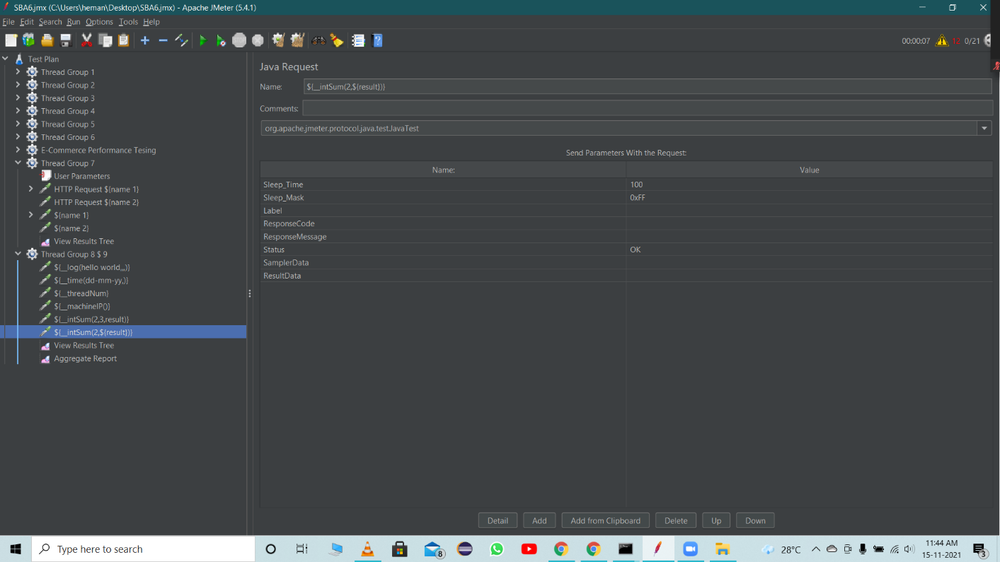 SBA6.jmx (C:\Users\heman\Desktop\SBA6.jmx) - Apache JMeter (5.4.1)
File Edit Search Run Options Tools Help
00:00:07 12 0/21
Test Plan
Thread Group 1
Thread Group 2
Thread Group 3
Thread Group 4
Thread Group 5
Thread Group 6
E-Commerce Performance Tesing
Thread Group 7
User Parameters
HTTP Request ${name 1}
HTTP Request ${name 2}
${name 1}
${name 2}
View Results Tree
Thread Group 8 $ 9
${__log(hello world,,,)}
${__time(dd-mm-yy,)}
${__threadNum}
${__machineIP()}
${__intSum(2,3,result)}
${__intSum(2,${result})}
View Results Tree
Aggregate Report
Java Request
Name: ${__intSum(2,${result})}
Comments:
org.apache.jmeter.protocol.java.test.JavaTest
Send Parameters With the Request:
Name: Value
Sleep_Time 100
Sleep_Mask 0xFF
Label
ResponseCode
ResponseMessage
Status OK
SamplerData
ResultData
Detail Add Add from Clipboard Delete Up Down
Type here to search
8
28°C
11:44 AM
15-11-2021
3